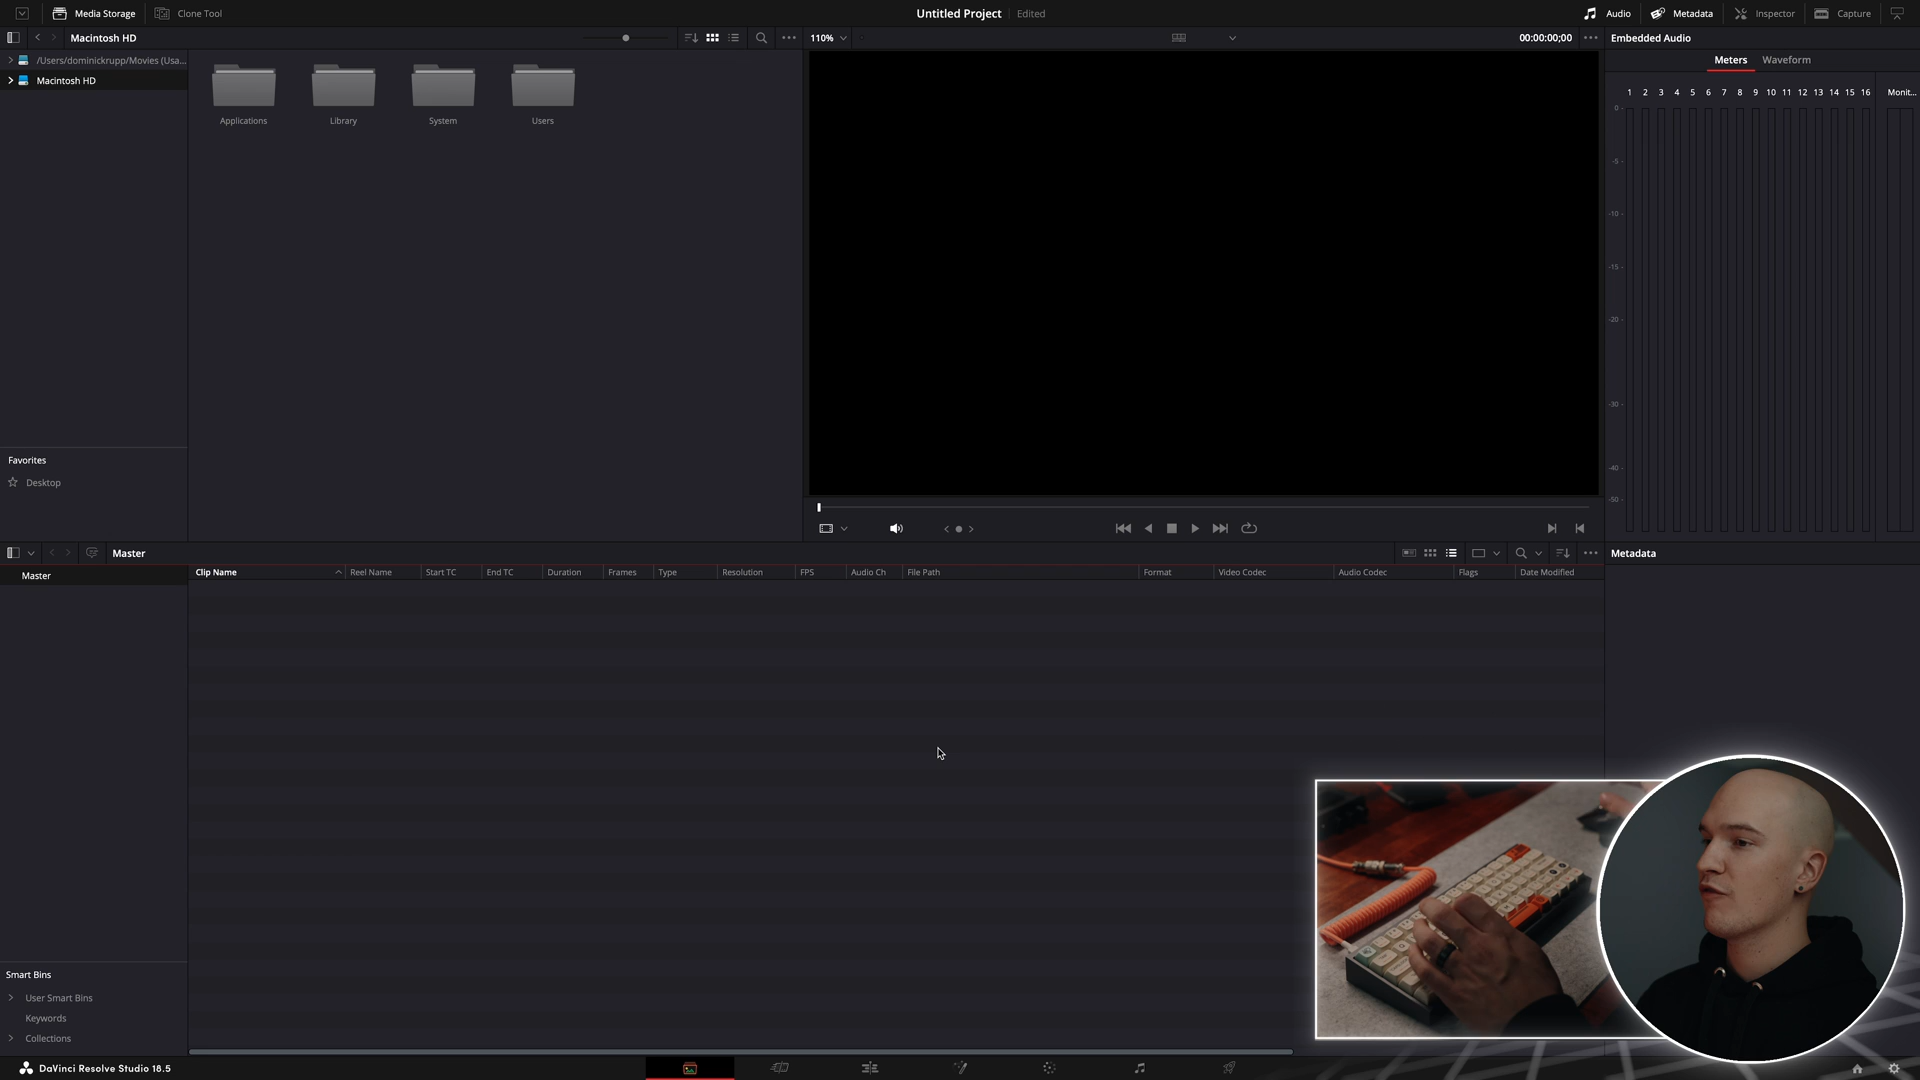 Media Storage
Clone Tool
Untitled Project
Edited
Audio
Metadata
Inspector
Capture
Macintosh HD
110%
00:00:00;00
Embedded Audio
/Users/dominickrupp/Movies (Usa...
Macintosh HD
Applications
Library
System
Users
Meters
Waveform
1 2 3 4 5 6 7 8 9 10 11 12 13 14 15 16 Monit...
0
-5
-10
-15
-20
-30
-40
-50
Favorites
Desktop
Master
Metadata
Master
Clip Name Reel Name Start TC End TC Duration Frames Type Resolution FPS Audio Ch File Path Format Video Codec Audio Codec Flags Date Modified
Smart Bins
User Smart Bins
Keywords
Collections
DaVinci Resolve Studio 18.5